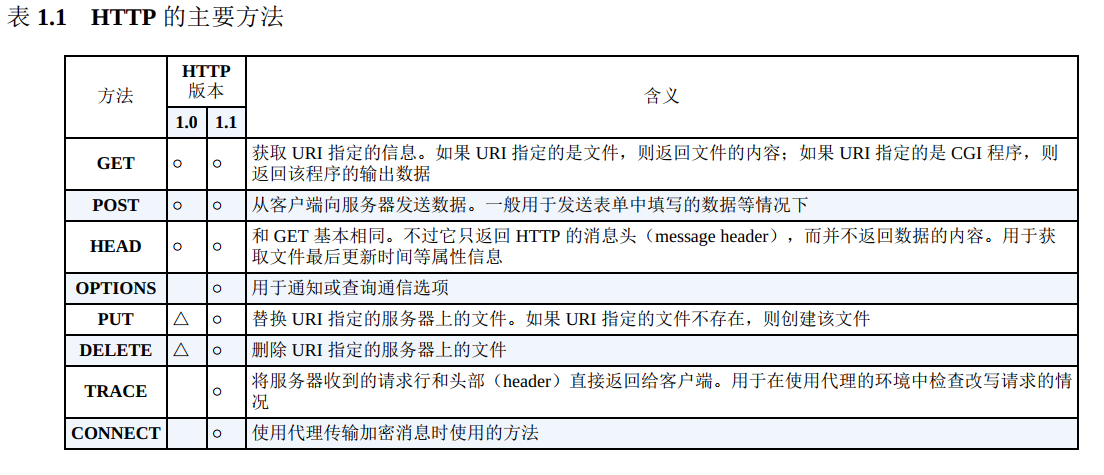 表 1.1 HTTP 的主要方法
方法 HTTP 版本 含义
1.0 1.1
GET ○ ○ 获取 URI 指定的信息。如果 URI 指定的是文件，则返回文件的内容；如果 URI 指定的是 CGI 程序，则
返回该程序的输出数据
POST ○ ○ 从客户端向服务器发送数据。一般用于发送表单中填写的数据等情况下
HEAD ○ ○ 和 GET 基本相同。不过它只返回 HTTP 的消息头（message header），而并不返回数据的内容。用于获
取文件最后更新时间等属性信息
OPTIONS ○ 用于通知或查询通信选项
PUT △ ○ 替换 URI 指定的服务器上的文件。如果 URI 指定的文件不存在，则创建该文件
DELETE △ ○ 删除 URI 指定的服务器上的文件
TRACE ○ 将服务器收到的请求行和头部（header）直接返回给客户端。用于在使用代理的环境中检查改写请求的情
况
CONNECT ○ 使用代理传输加密消息时使用的方法